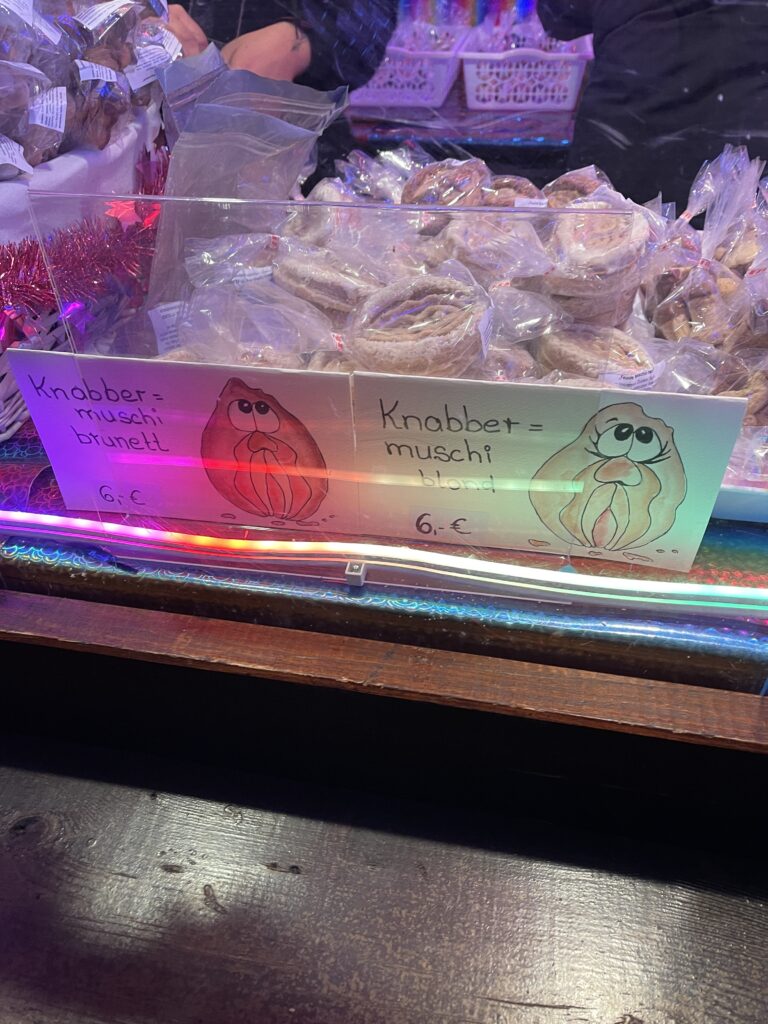 Knabber=
muschi
brunett
6,-€
Knabber=
muschi
blond
6,-€